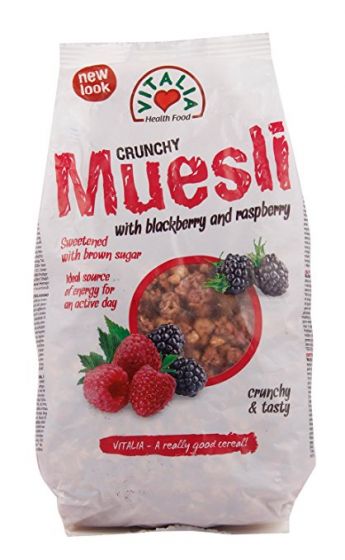 new
look
VITALIA
Health Food
CRUNCHY
Muesli
with blackberry and raspberry
Sweetened
with brown sugar
Ideal source
of energy for
an active day
crunchy
& tasty
VITALIA - A really good cereal!